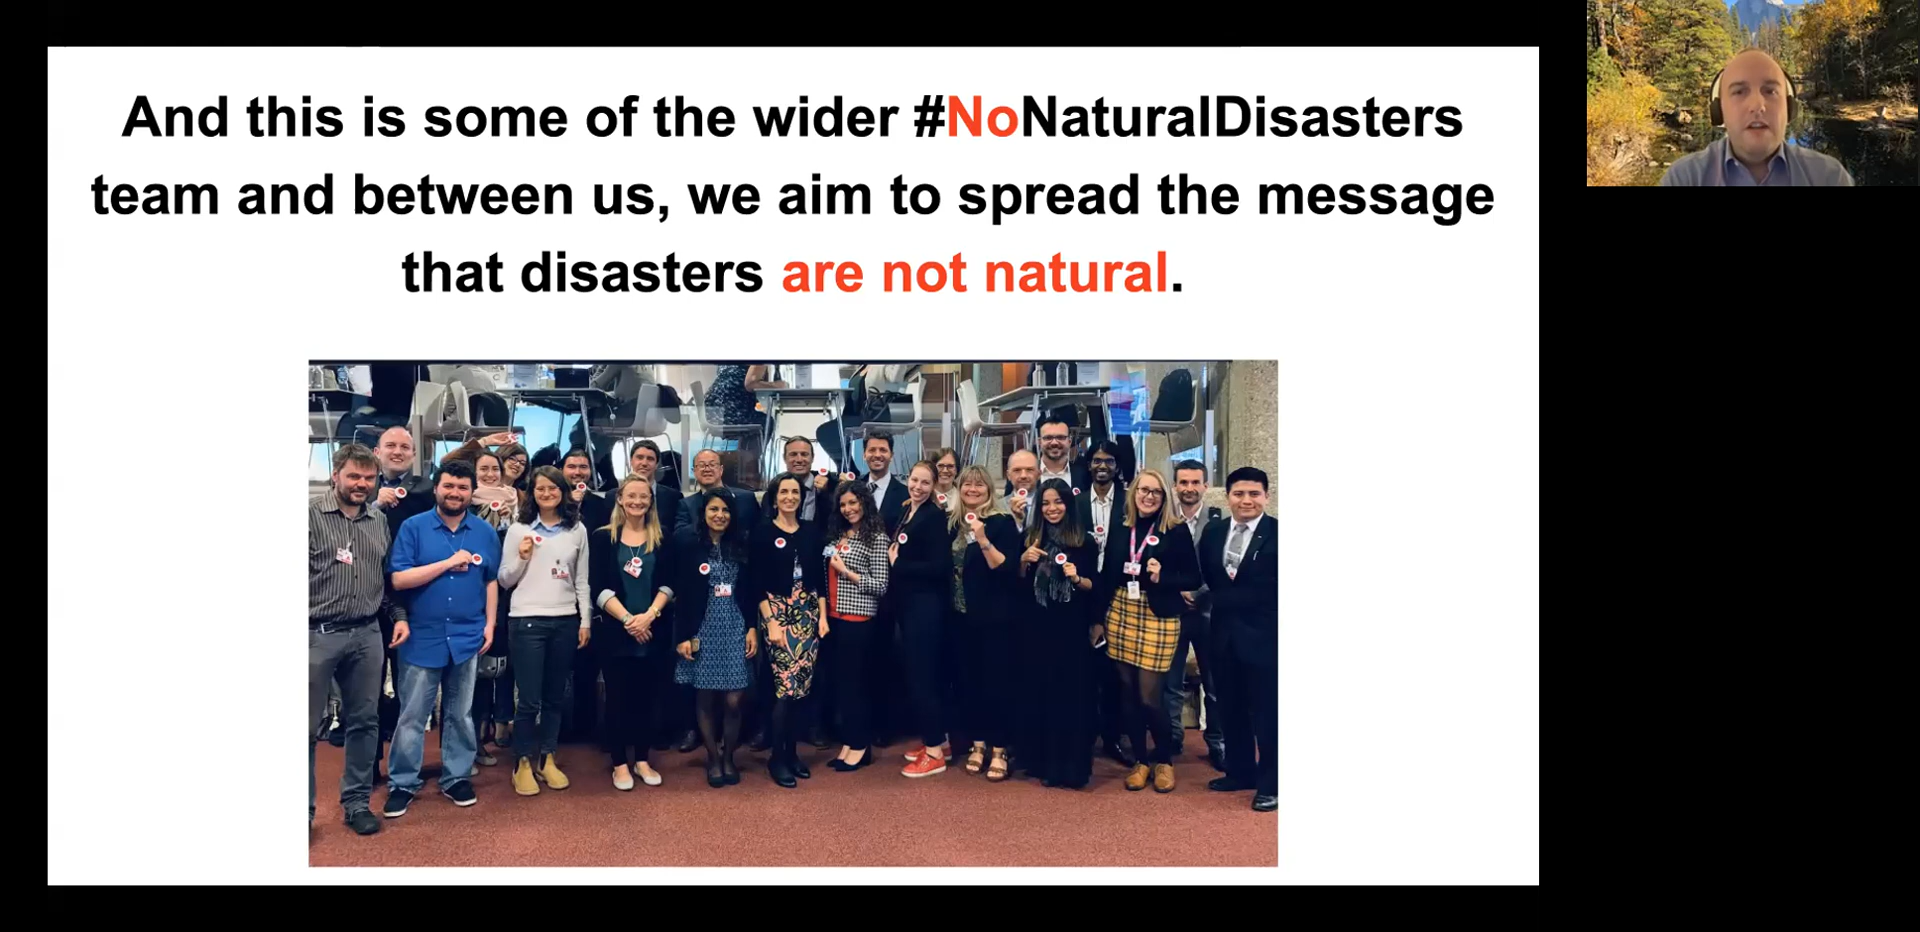 And this is some of the wider #NoNaturalDisasters
team and between us, we aim to spread the message
that disasters are not natural.